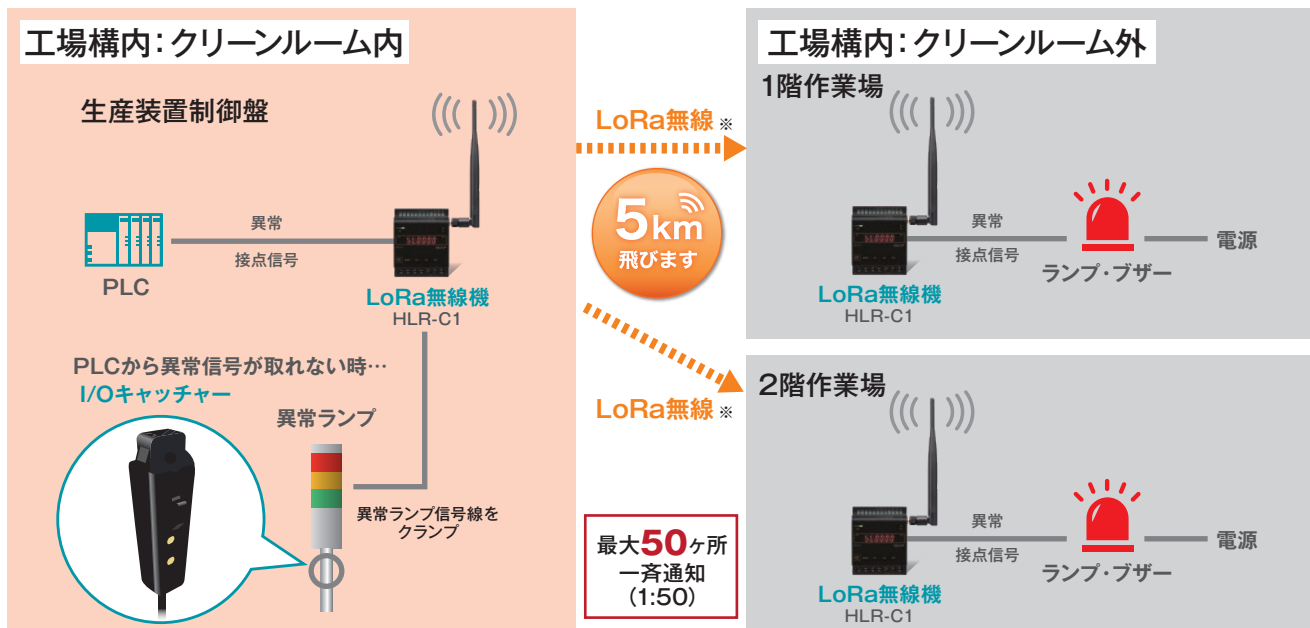 工場構内：クリーンルーム内
生産装置制御盤
異常
接点信号
PLC
LoRa無線機
HLR-C1
PLCから異常信号が取れない時…
I/Oキャッチャー
異常ランプ
異常ランプ信号線を
クランプ
LoRa無線 ※
5km
飛びます
LoRa無線 ※
最大50ヶ所
一斉通知
(1:50)
工場構内：クリーンルーム外
1階作業場
異常
接点信号
ランプ・ブザー
電源
LoRa無線機
HLR-C1
2階作業場
異常
接点信号
ランプ・ブザー
電源
LoRa無線機
HLR-C1